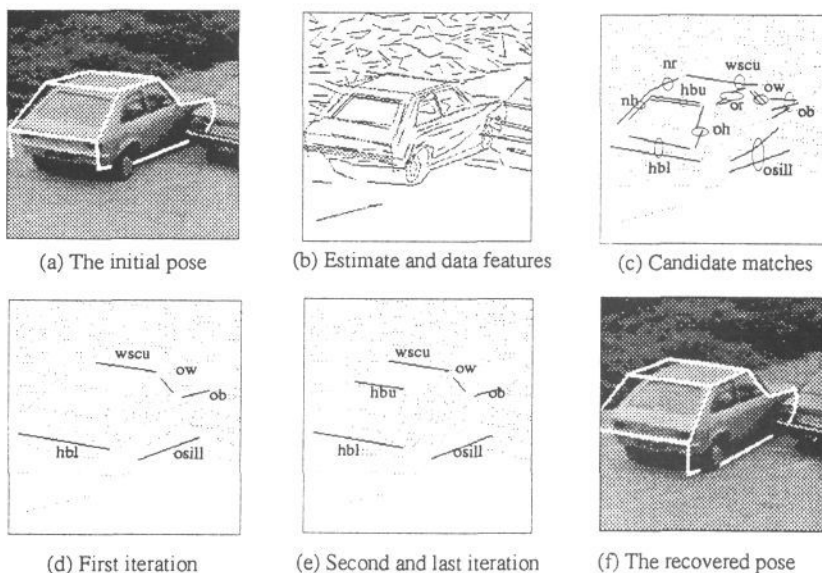 nr
wscu
ow
nh
hbu
or
ob
oh
hbl
osill
(a) The initial pose
(b) Estimate and data features
(c) Candidate matches
wscu
ow
ob
hbl
osill
wscu
ow
hbu
ob
hbl
osill
(d) First iteration
(e) Second and last iteration
(f) The recovered pose